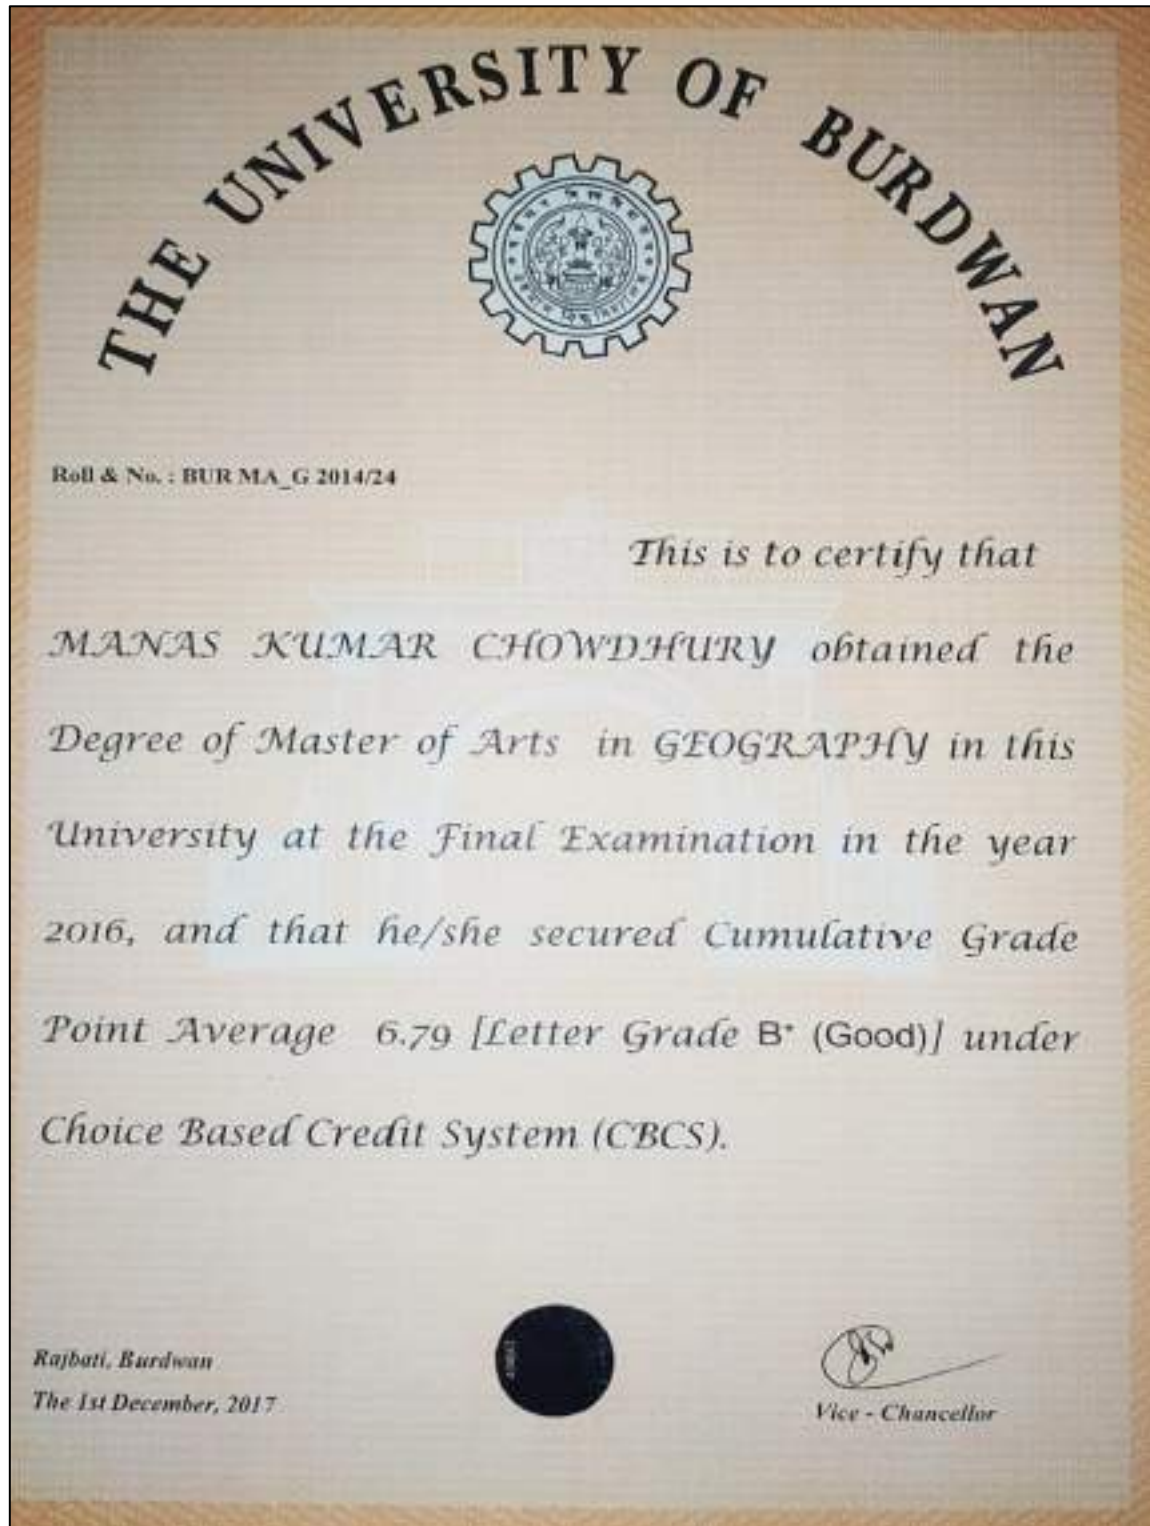 THE UNIVERSITY OF BURDWAN
Roll & No. : BUR MA_G 2014/24
This is to certify that
MANAS KUMAR CHOWDHURY obtained the
Degree of Master of Arts in GEOGRAPHY in this
University at the Final Examination in the year
2016, and that he/she secured Cumulative Grade
Point Average 6.79 [Letter Grade B⁺ (Good)] under
Choice Based Credit System (CBCS).
Rajbati, Burdwan
The 1st December, 2017
Vice - Chancellor